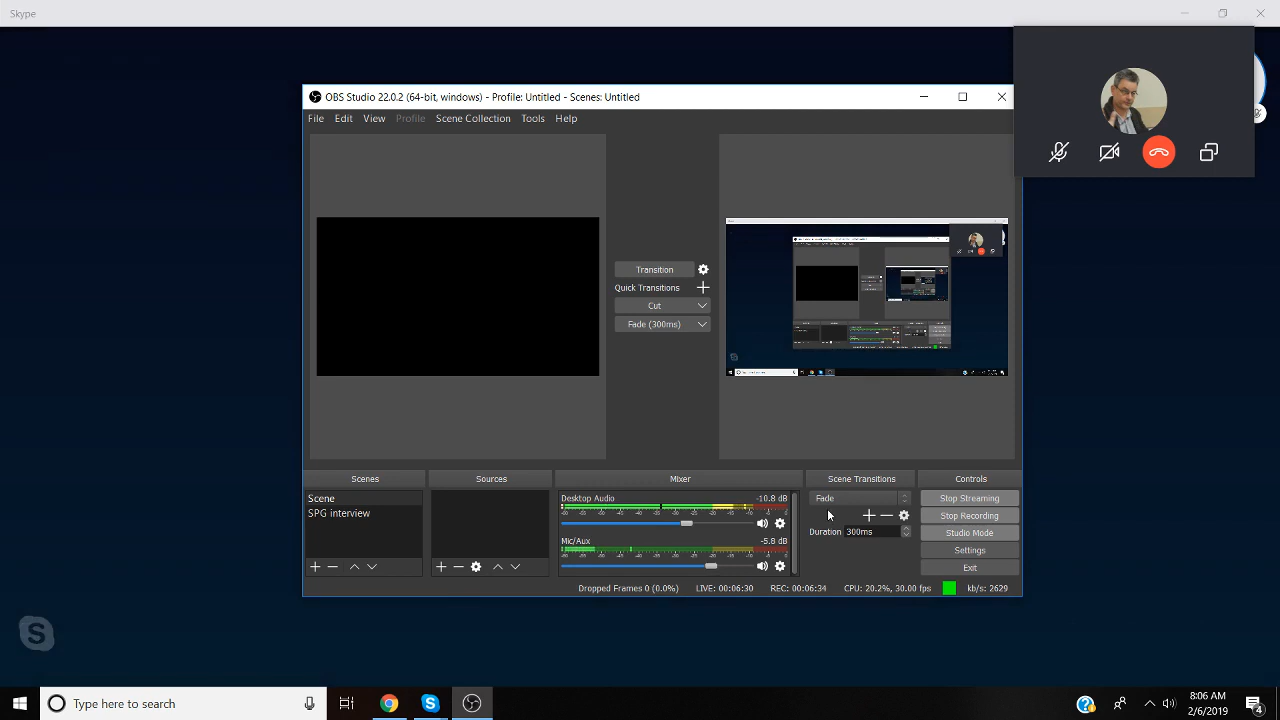 Skype
OBS Studio 22.0.2 (64-bit, windows) - Profile: Untitled - Scenes: Untitled
File Edit View Profile Scene Collection Tools Help
Transition
Quick Transitions
Cut
Fade (300ms)
Scenes
Scene
SPG interview
Sources
Mixer
Desktop Audio -10.8 dB
Mic/Aux -5.8 dB
Scene Transitions
Fade
Duration 300ms
Controls
Stop Streaming
Stop Recording
Studio Mode
Settings
Exit
Dropped Frames 0 (0.0%) LIVE: 00:06:30 REC: 00:06:34 CPU: 20.2%, 30.00 fps kb/s: 2629
Type here to search
8:06 AM
2/6/2019
4